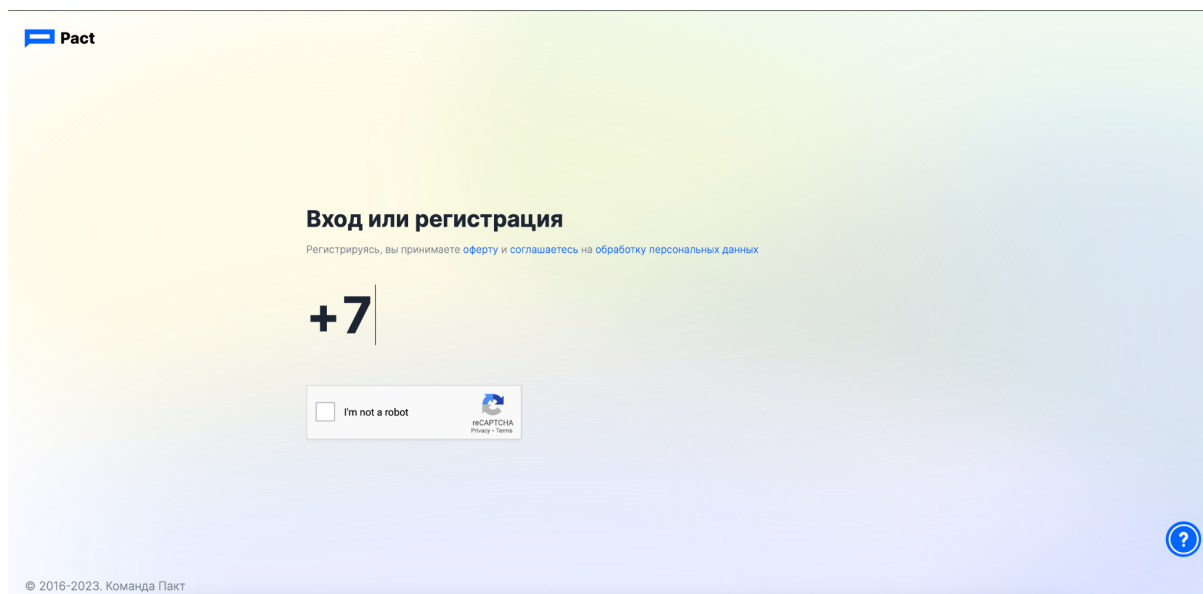 Pact
Вход или регистрация
Регистрируясь, вы принимаете оферту и соглашаетесь на обработку персональных данных
+7
I'm not a robot
reCAPTCHA
Privacy - Terms
?
© 2016-2023. Команда Пакт